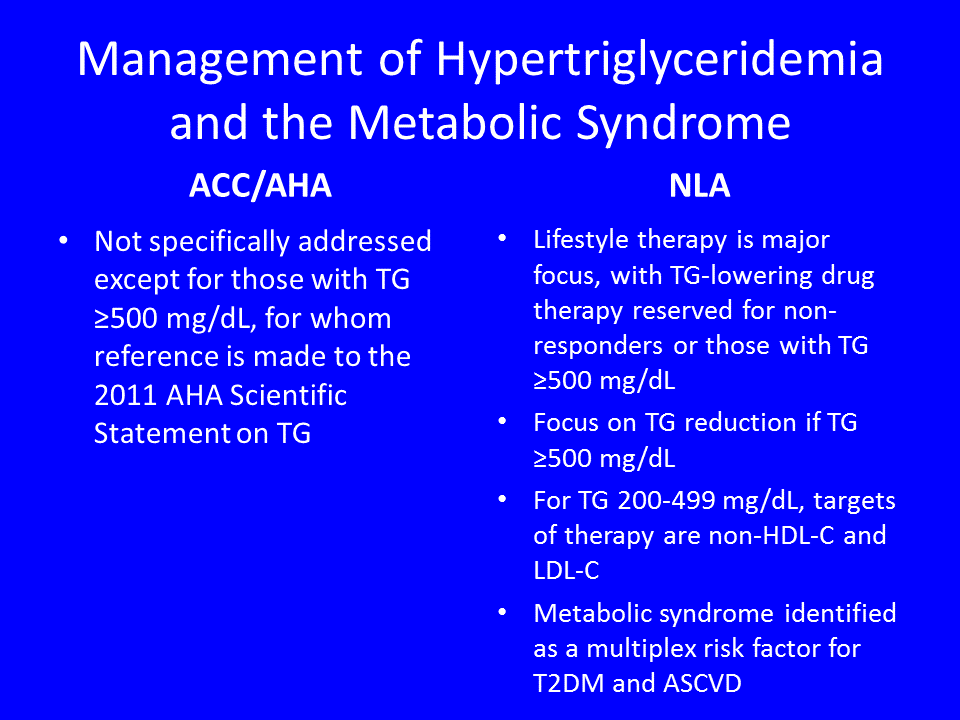 Management of Hypertriglyceridemia
and the Metabolic Syndrome
ACC/AHA
• Not specifically addressed
except for those with TG
≥500 mg/dL, for whom
reference is made to the
2011 AHA Scientific
Statement on TG
NLA
• Lifestyle therapy is major
focus, with TG-lowering drug
therapy reserved for non-
responders or those with TG
≥500 mg/dL
• Focus on TG reduction if TG
≥500 mg/dL
• For TG 200-499 mg/dL, targets
of therapy are non-HDL-C and
LDL-C
• Metabolic syndrome identified
as a multiplex risk factor for
T2DM and ASCVD